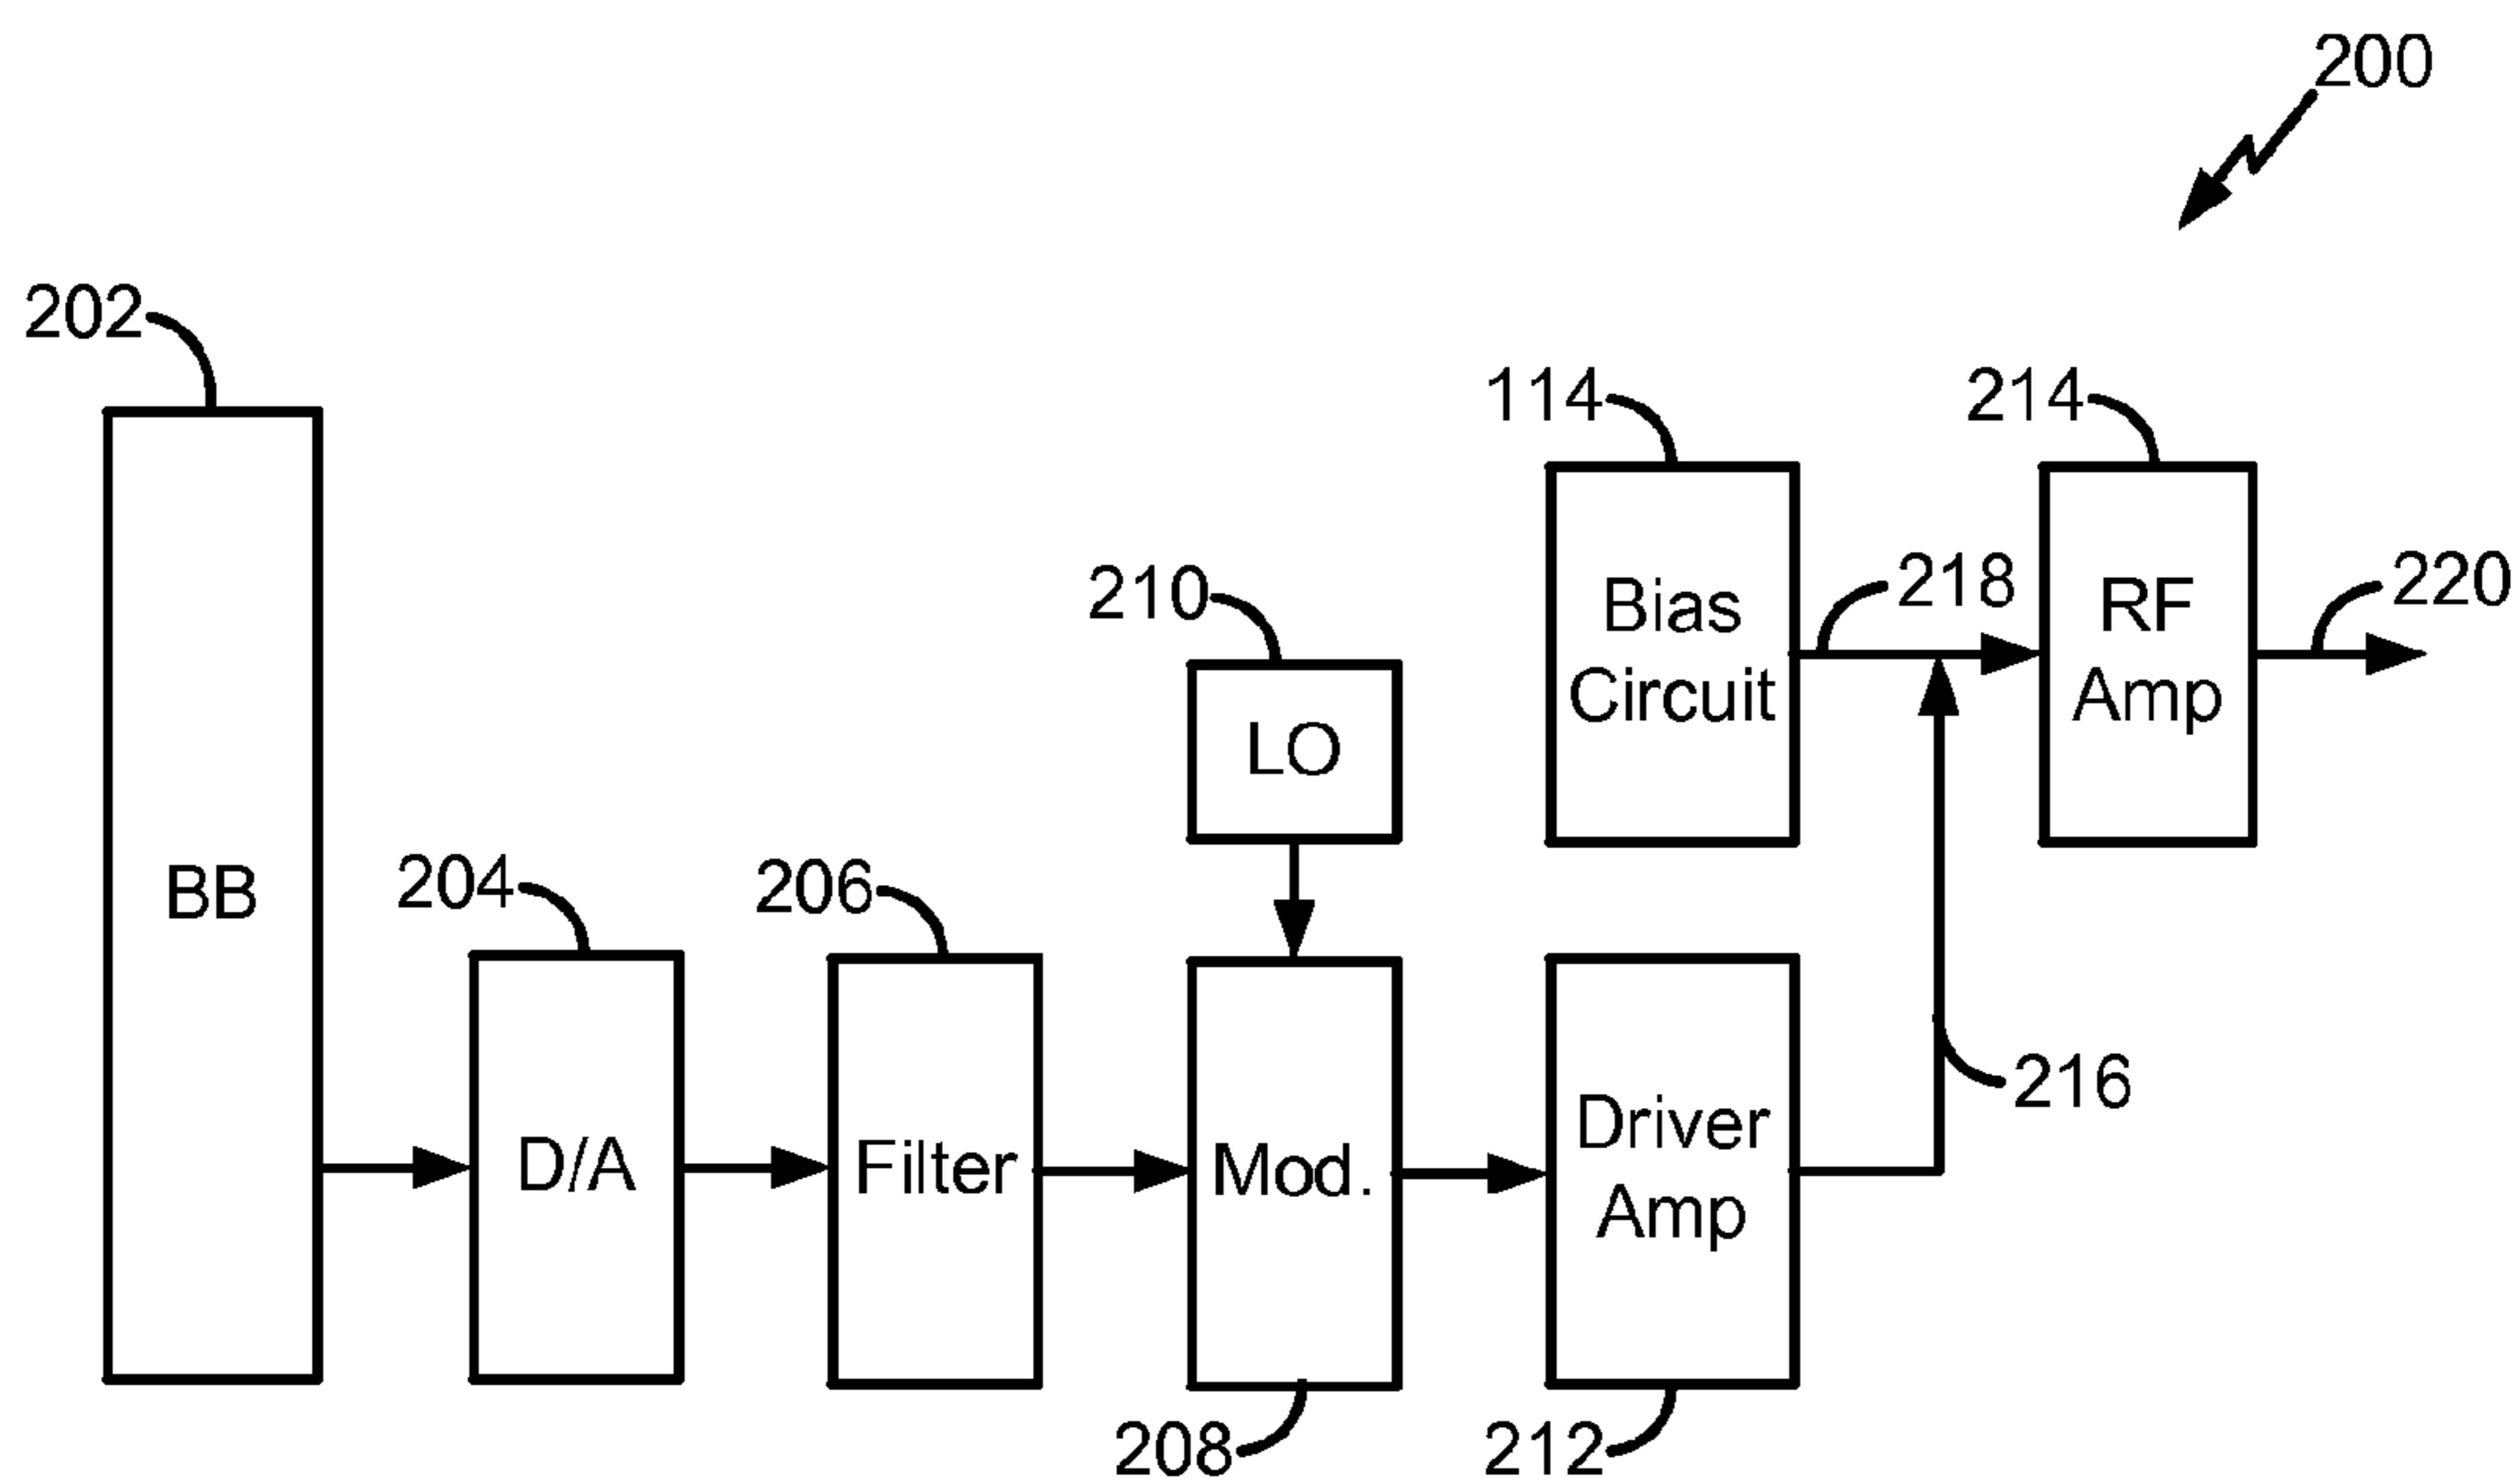 200
202
114
214
210
Bias
Circuit
218
RF
Amp
220
LO
BB
204
206
D/A
Filter
Mod.
Driver
Amp
216
208
212